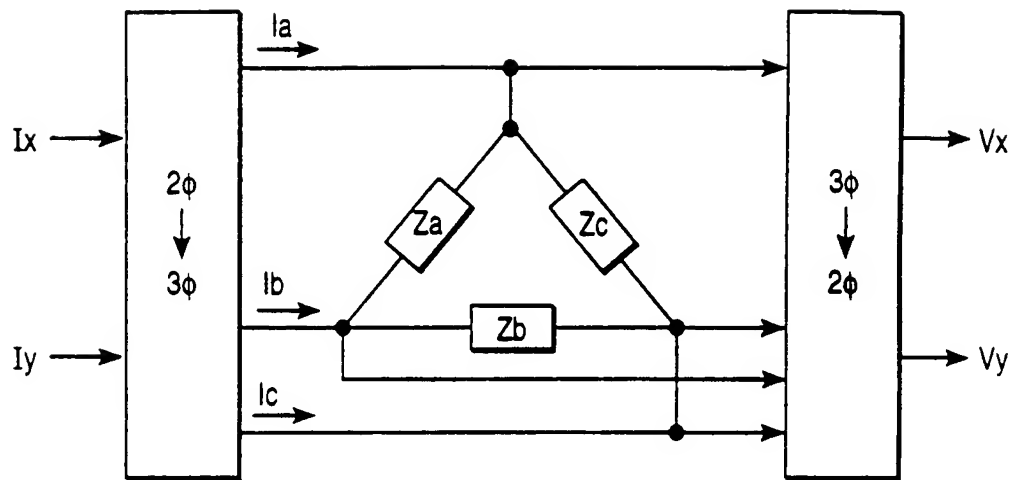 Ia
Ix
Vx
2ϕ
3ϕ
Za
Zc
↓
↓
3ϕ
Ib
2ϕ
Zb
Iy
Vy
Ic